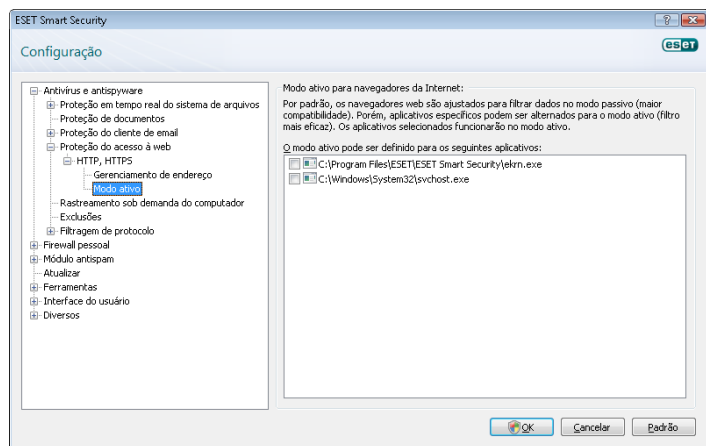 ESET Smart Security
Configuração
eseT
Antivírus e antispyware
Proteção em tempo real do sistema de arquivos
Proteção de documentos
Proteção do cliente de email
Proteção do acesso à web
HTTP, HTTPS
Gerenciamento de endereço
Modo ativo
Rastreamento sob demanda do computador
Exclusões
Filtragem de protocolo
Firewall pessoal
Módulo antispam
Atualizar
Ferramentas
Interface do usuário
Diversos
Modo ativo para navegadores da Internet:
Por padrão, os navegadores web são ajustados para filtrar dados no modo passivo (maior
compatibilidade). Porém, aplicativos específicos podem ser alternados para o modo ativo (filtro
mais eficaz). Os aplicativos selecionados funcionarão no modo ativo.
O modo ativo pode ser definido para os seguintes aplicativos:
C:\Program Files\ESET\ESET Smart Security\ekrn.exe
C:\Windows\System32\svchost.exe
OK
Cancelar
Padrão